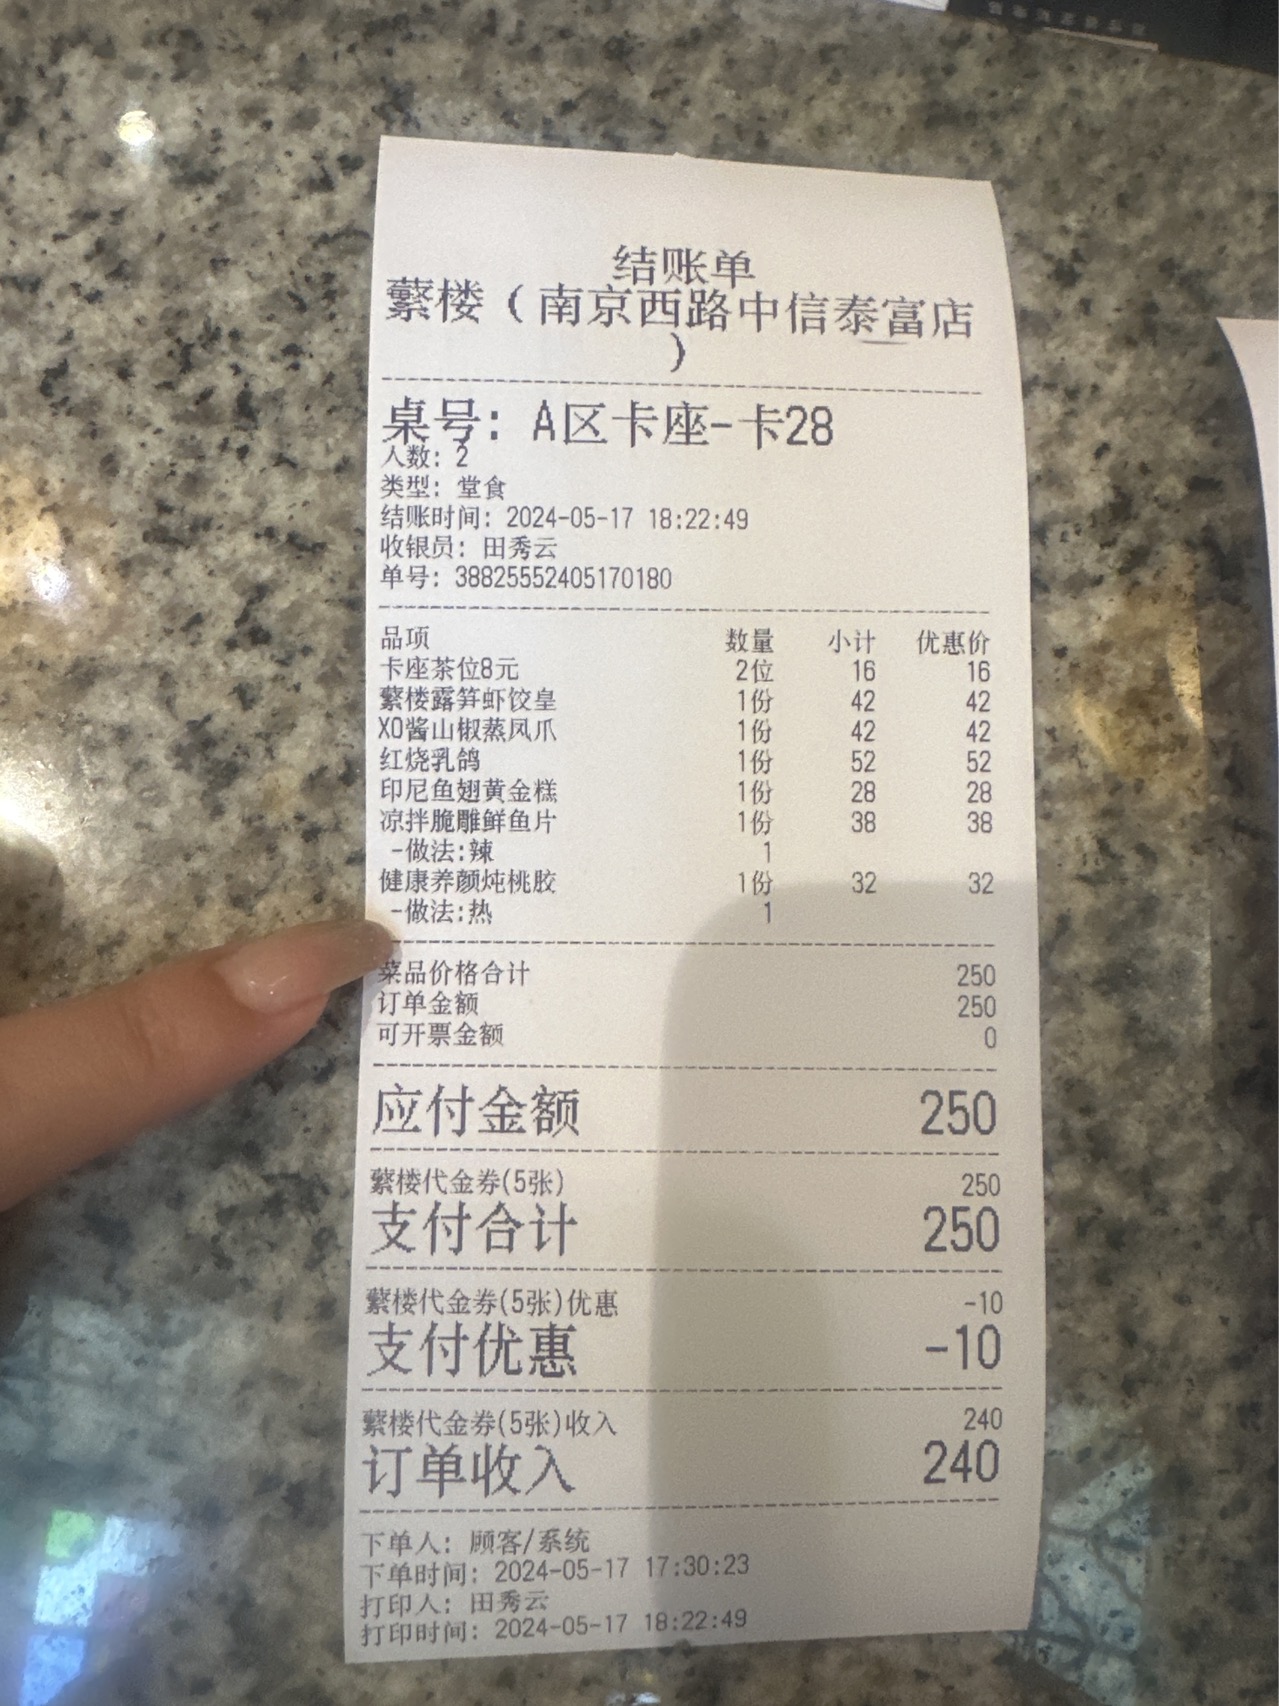 结账单
蘩楼（南京西路中信泰富店
）
桌号: A区卡座-卡28
人数: 2
类型: 堂食
结账时间: 2024-05-17 18:22:49
收银员: 田秀云
单号: 38825552405170180
品项 数量 小计 优惠价
卡座茶位8元 2位 16 16
蘩楼露笋虾饺皇 1份 42 42
XO酱山椒蒸凤爪 1份 42 42
红烧乳鸽 1份 52 52
印尼鱼翅黄金糕 1份 28 28
凉拌脆雕鲜鱼片 1份 38 38
-做法:辣 1
健康养颜炖桃胶 1份 32 32
-做法:热 1
菜品价格合计 250
订单金额 250
可开票金额 0
应付金额 250
蘩楼代金券(5张) 250
支付合计 250
蘩楼代金券(5张)优惠 -10
支付优惠 -10
蘩楼代金券(5张)收入 240
订单收入 240
下单人: 顾客/系统
下单时间: 2024-05-17 17:30:23
打印人: 田秀云
打印时间: 2024-05-17 18:22:49